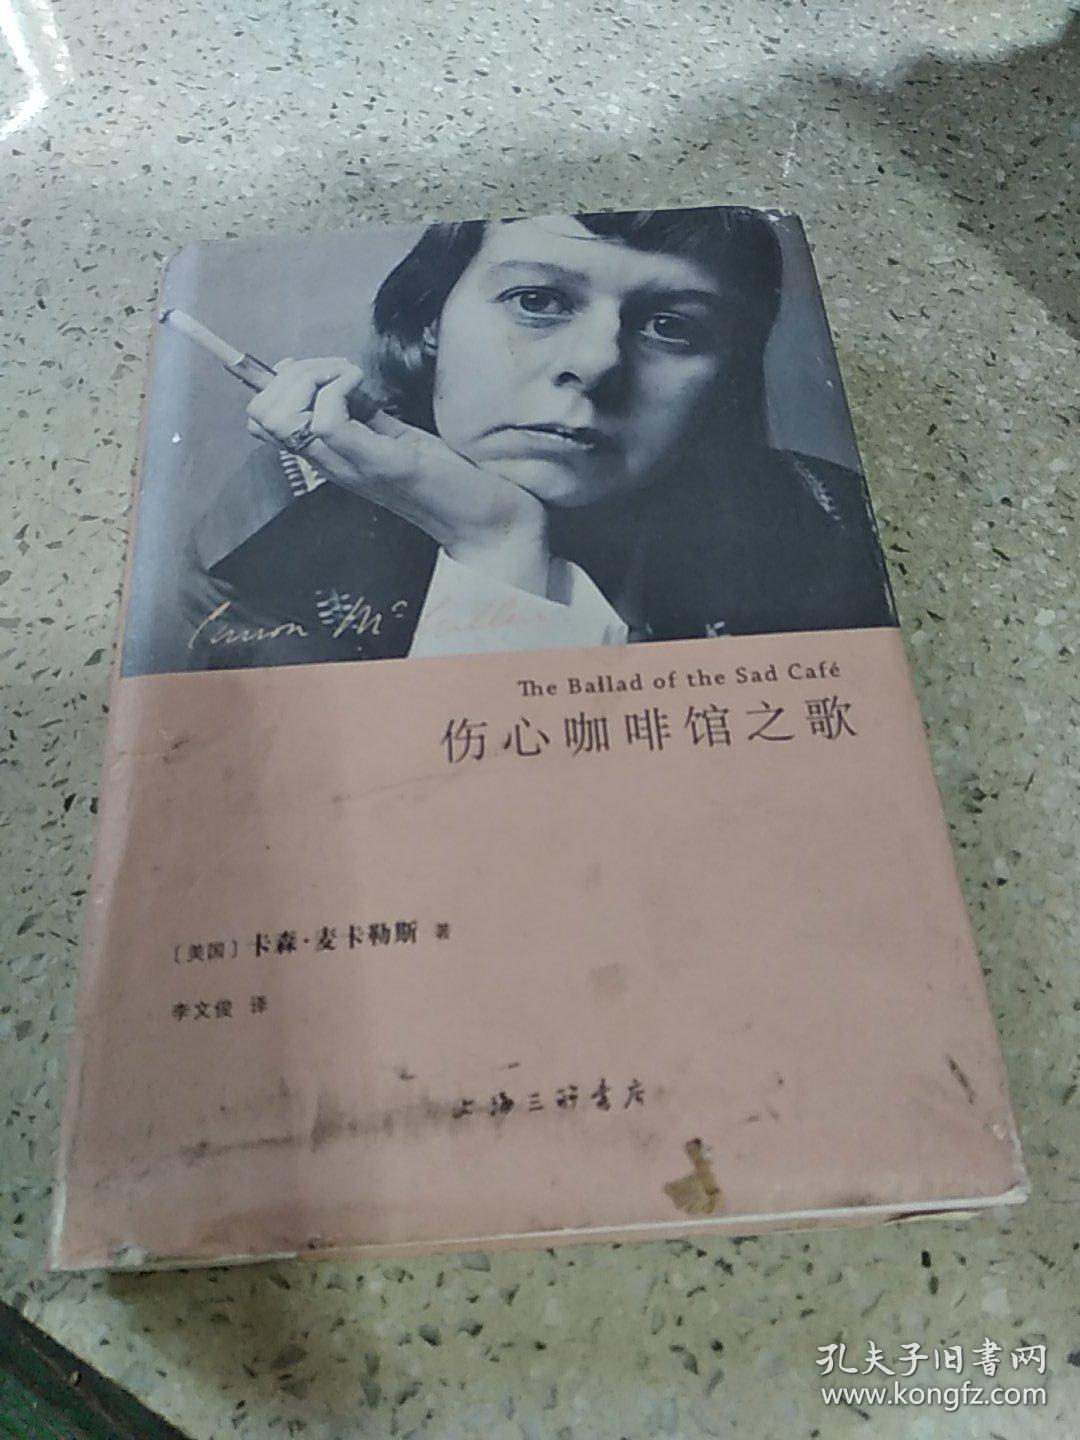 Carson McCullers
The Ballad of the Sad Café
伤心咖啡馆之歌
〔美国〕卡森·麦卡勒斯 著
李文俊 译
上海三联书店
孔夫子旧书网
www.kongfz.com